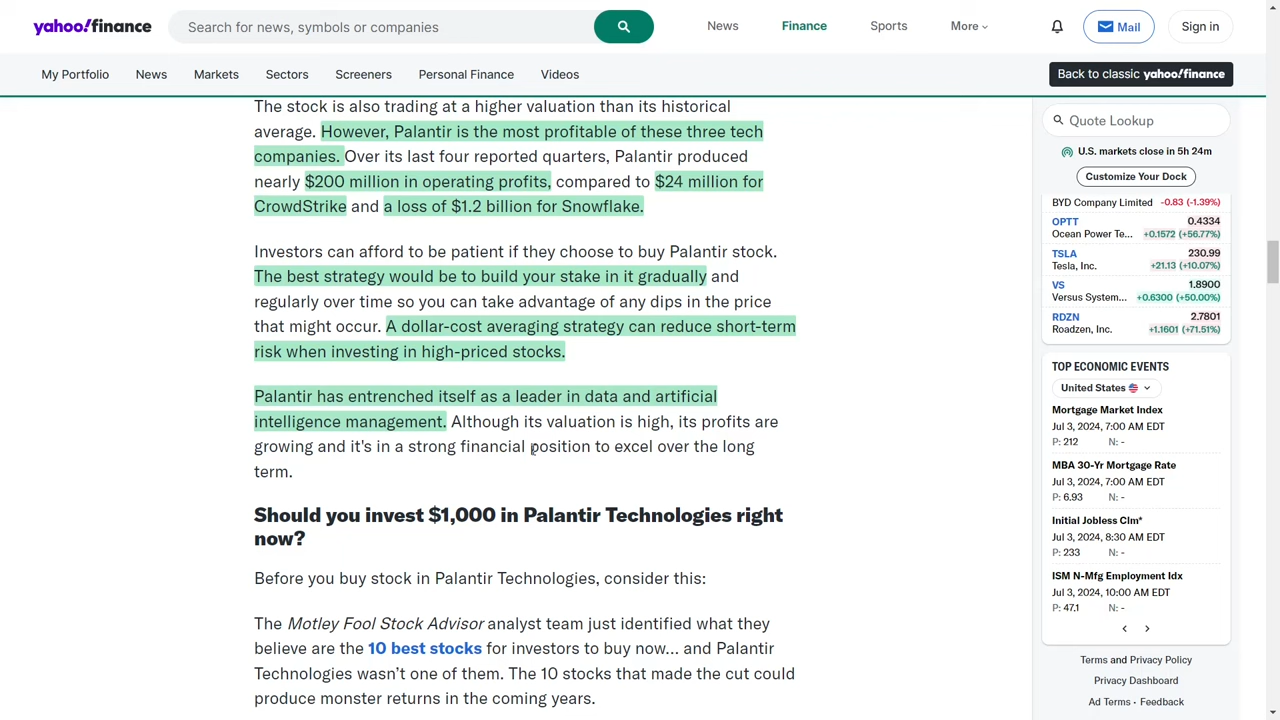 yahoo!finance
Search for news, symbols or companies
News
Finance
Sports
More
Mail
Sign in
My Portfolio
News
Markets
Sectors
Screeners
Personal Finance
Videos
Back to classic yahoo!finance
The stock is also trading at a higher valuation than its historical
average. However, Palantir is the most profitable of these three tech
companies. Over its last four reported quarters, Palantir produced
nearly $200 million in operating profits, compared to $24 million for
CrowdStrike and a loss of $1.2 billion for Snowflake.
Investors can afford to be patient if they choose to buy Palantir stock.
The best strategy would be to build your stake in it gradually and
regularly over time so you can take advantage of any dips in the price
that might occur. A dollar-cost averaging strategy can reduce short-term
risk when investing in high-priced stocks.
Palantir has entrenched itself as a leader in data and artificial
intelligence management. Although its valuation is high, its profits are
growing and it's in a strong financial position to excel over the long
term.
Should you invest $1,000 in Palantir Technologies right
now?
Before you buy stock in Palantir Technologies, consider this:
The Motley Fool Stock Advisor analyst team just identified what they
believe are the 10 best stocks for investors to buy now… and Palantir
Technologies wasn't one of them. The 10 stocks that made the cut could
produce monster returns in the coming years.
Quote Lookup
U.S. markets close in 5h 24m
Customize Your Dock
BYD Company Limited -0.83 (-1.39%)
OPTT 0.4334
Ocean Power Te... +0.1572 (+56.77%)
TSLA 230.99
Tesla, Inc. +21.13 (+10.07%)
VS 1.8900
Versus System... +0.6300 (+50.00%)
RDZN 2.7801
Roadzen, Inc. +1.1601 (+71.51%)
TOP ECONOMIC EVENTS
United States
Mortgage Market Index
Jul 3, 2024, 7:00 AM EDT
P: 212 N: -
MBA 30-Yr Mortgage Rate
Jul 3, 2024, 7:00 AM EDT
P: 6.93 N: -
Initial Jobless Clm*
Jul 3, 2024, 8:30 AM EDT
P: 233 N: -
ISM N-Mfg Employment Idx
Jul 3, 2024, 10:00 AM EDT
P: 47.1 N: -
Terms and Privacy Policy
Privacy Dashboard
Ad Terms • Feedback